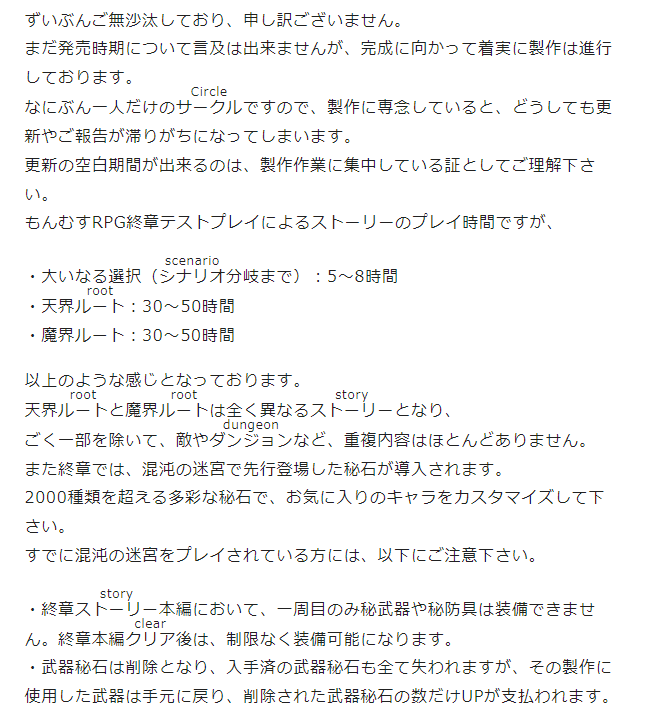 ずいぶんご無沙汰しており、申し訳ございません。
まだ発売時期について言及は出来ませんが、完成に向かって着実に製作は進行
しております。
Circle
なにぶん一人だけのサークルですので、製作に専念していると、どうしても更
新やご報告が滞りがちになってしまいます。
更新の空白期間が出来るのは、製作作業に集中している証としてご理解下さ
い。
もんむすRPG終章テストプレイによるストーリーのプレイ時間ですが、
scenario
・大いなる選択（シナリオ分岐まで）：5～8時間
root
・天界ルート：30～50時間
・魔界ルート：30～50時間
以上のような感じとなっております。
root root story
天界ルートと魔界ルートは全く異なるストーリーとなり、
dungeon
ごく一部を除いて、敵やダンジョンなど、重複内容はほとんどありません。
また終章では、混沌の迷宮で先行登場した秘石が導入されます。
2000種類を超える多彩な秘石で、お気に入りのキャラをカスタマイズして下
さい。
すでに混沌の迷宮をプレイされている方には、以下にご注意下さい。
story
・終章ストーリー本編において、一周目のみ秘武器や秘防具は装備できませ
clear
ん。終章本編クリア後は、制限なく装備可能になります。
・武器秘石は削除となり、入手済の武器秘石も全て失われますが、その製作に
使用した武器は手元に戻り、削除された武器秘石の数だけUPが支払われます。